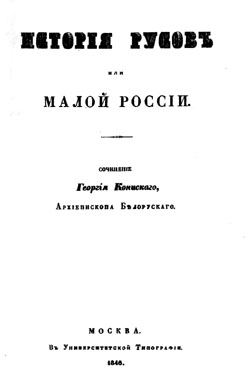 ИСТОРІЯ РУСОВЪ
ИЛИ
МАЛОЙ РОССІИ.
СОЧИНЕНІЕ
Георгія Конискаго,
Архіепископа Бѣлорускаго.
МОСКВА.
Въ Университетской Типографіи.
1846.